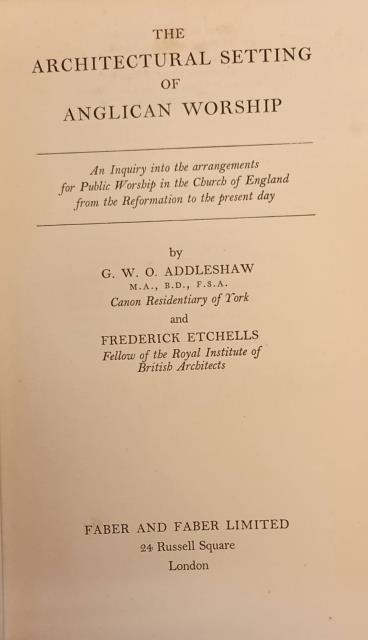 THE
ARCHITECTURAL SETTING
OF
ANGLICAN WORSHIP
An Inquiry into the arrangements
for Public Worship in the Church of England
from the Reformation to the present day
by
G. W. O. ADDLESHAW
M.A., B.D., F.S.A.
Canon Residentiary of York
and
FREDERICK ETCHELLS
Fellow of the Royal Institute of
British Architects
FABER AND FABER LIMITED
24 Russell Square
London